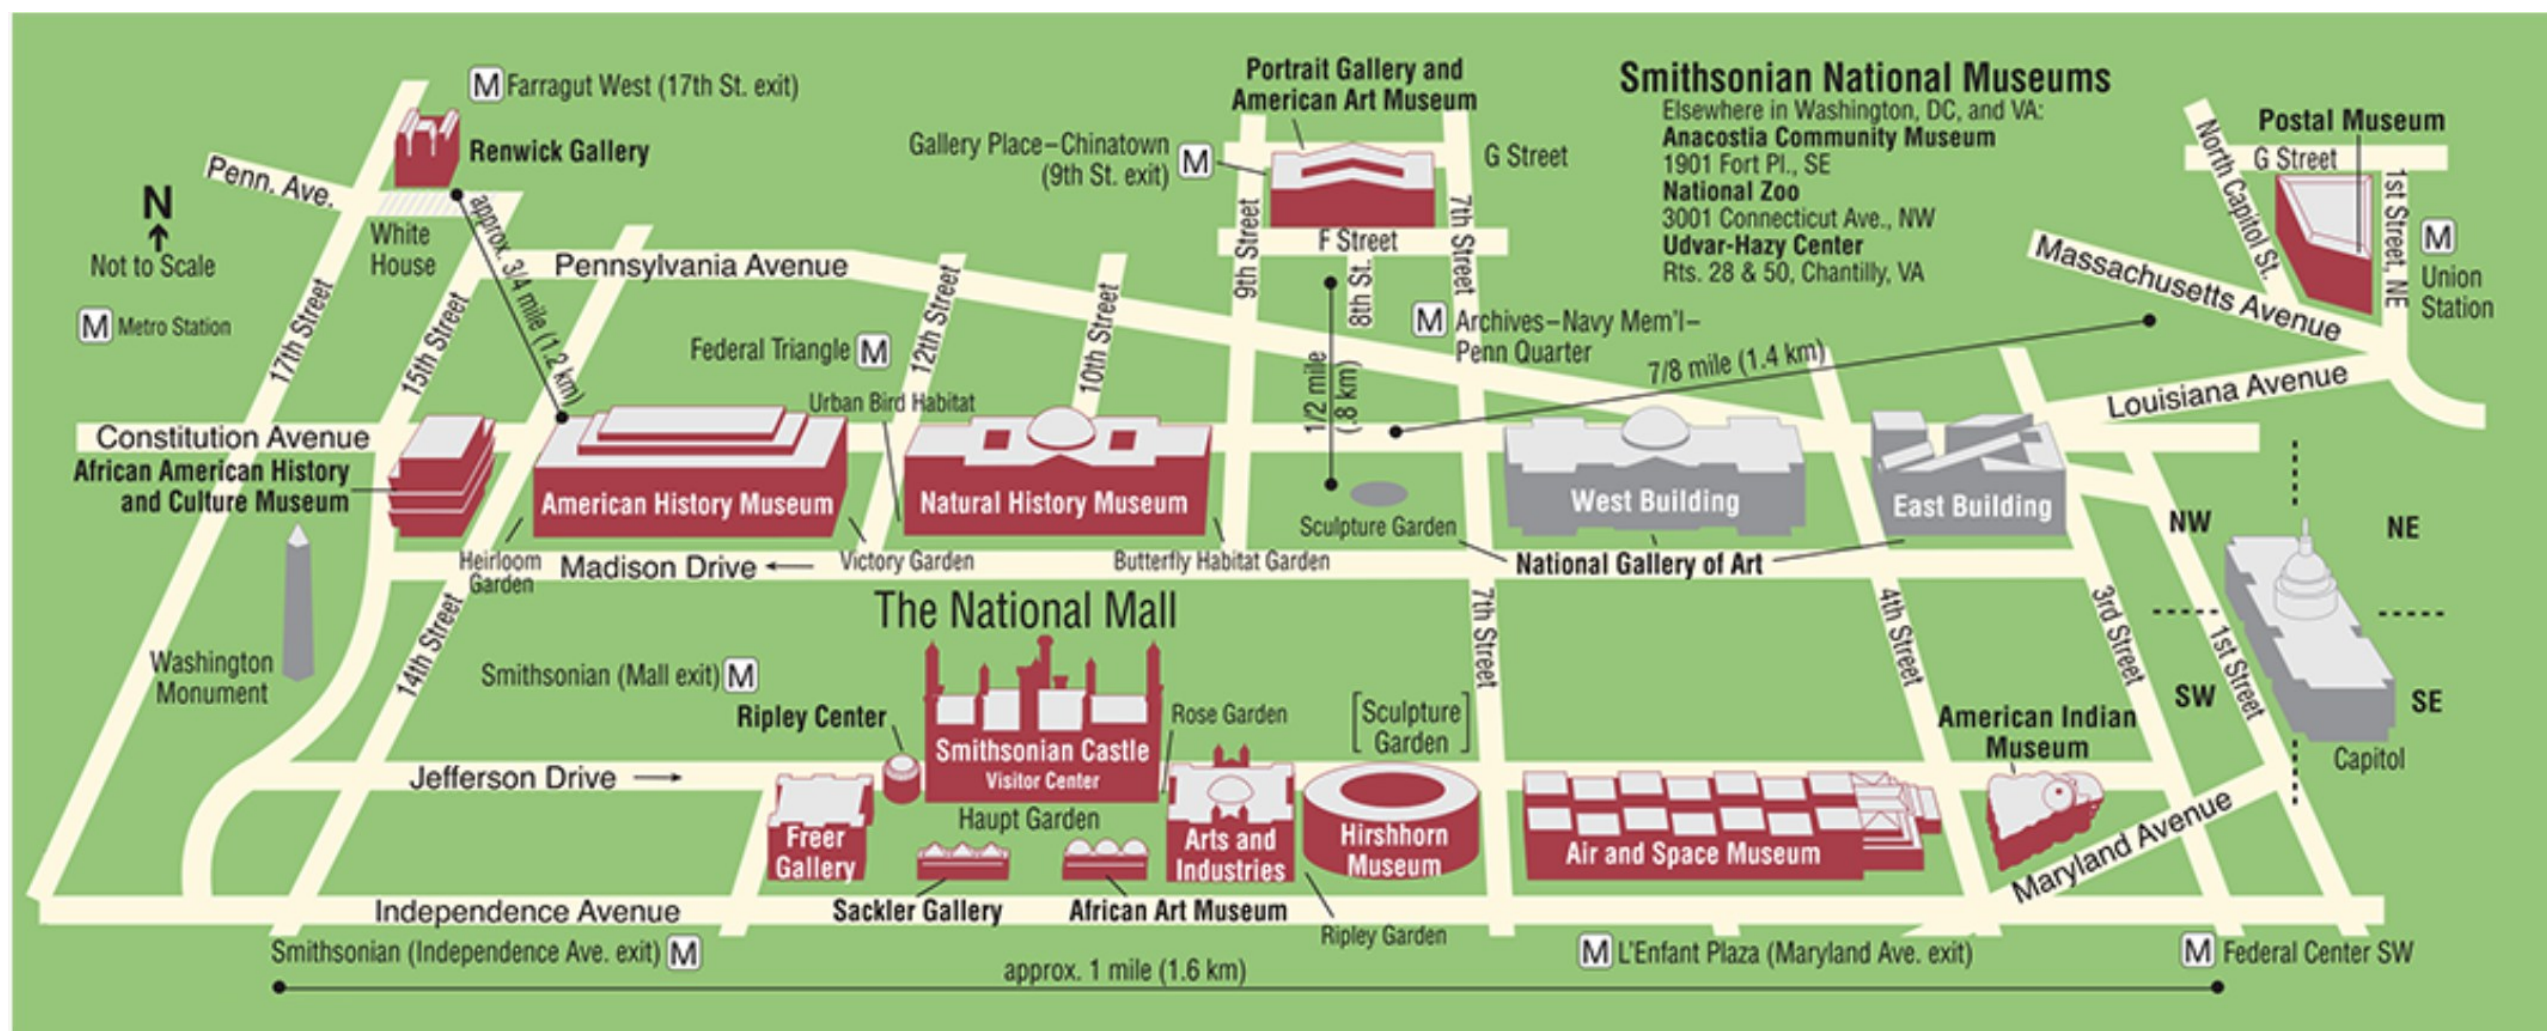 M Farragut West (17th St. exit)
Renwick Gallery
Penn. Ave.
N
Not to Scale
M Metro Station
White
House
approx. 3/4 mile (1.2 km)
17th Street
15th Street
Pennsylvania Avenue
Portrait Gallery and
American Art Museum
Gallery Place–Chinatown
(9th St. exit) M
G Street
9th Street
7th Street
F Street
8th St.
1/2 mile
(.8 km)
Smithsonian National Museums
Elsewhere in Washington, DC, and VA:
Anacostia Community Museum
1901 Fort Pl., SE
National Zoo
3001 Connecticut Ave., NW
Udvar-Hazy Center
Rts. 28 & 50, Chantilly, VA
Postal Museum
G Street
North Capitol St.
1st Street, NE
M
Union
Station
Massachusetts Avenue
Louisiana Avenue
M Archives–Navy Mem'l–
Penn Quarter
7/8 mile (1.4 km)
Federal Triangle M
12th Street
10th Street
Urban Bird Habitat
Constitution Avenue
African American History
and Culture Museum
American History Museum
Natural History Museum
Sculpture Garden
West Building
East Building
National Gallery of Art
Heirloom
Garden
Madison Drive
Victory Garden
Butterfly Habitat Garden
NW
NE
SW
SE
Capitol
The National Mall
Washington
Monument
14th Street
7th Street
4th Street
3rd Street
1st Street
Smithsonian (Mall exit) M
Ripley Center
Smithsonian Castle
Visitor Center
Rose Garden
Sculpture
Garden
American Indian
Museum
Jefferson Drive
Haupt Garden
Freer
Gallery
Arts and
Industries
Hirshhorn
Museum
Air and Space Museum
Maryland Avenue
Independence Avenue
Sackler Gallery
African Art Museum
Ripley Garden
Smithsonian (Independence Ave. exit) M
M L'Enfant Plaza (Maryland Ave. exit)
M Federal Center SW
approx. 1 mile (1.6 km)